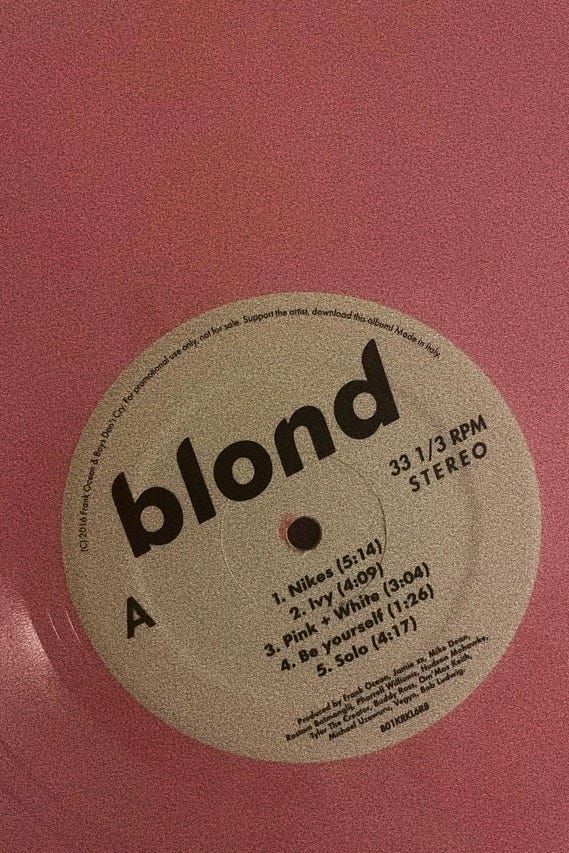 (C) 2016 Frank Ocean & Boys Don't Cry. For promotional use only, not for sale. Support the artist, download this album! Made in Italy.
blond
33 1/3 RPM
STEREO
A
1. Nikes (5:14)
2. Ivy (4:09)
3. Pink + White (3:04)
4. Be yourself (1:26)
5. Solo (4:17)
Produced by Frank Ocean, Jamie xx, Mike Dean,
Rostam Batmanglij, Pharrell Williams, Hudson Mohawke,
Tyler The Creator, Buddy Ross, Om'Mas Keith,
Michael Uzowuru, Vegyn, Bob Ludwig.
B01KRKL6R8